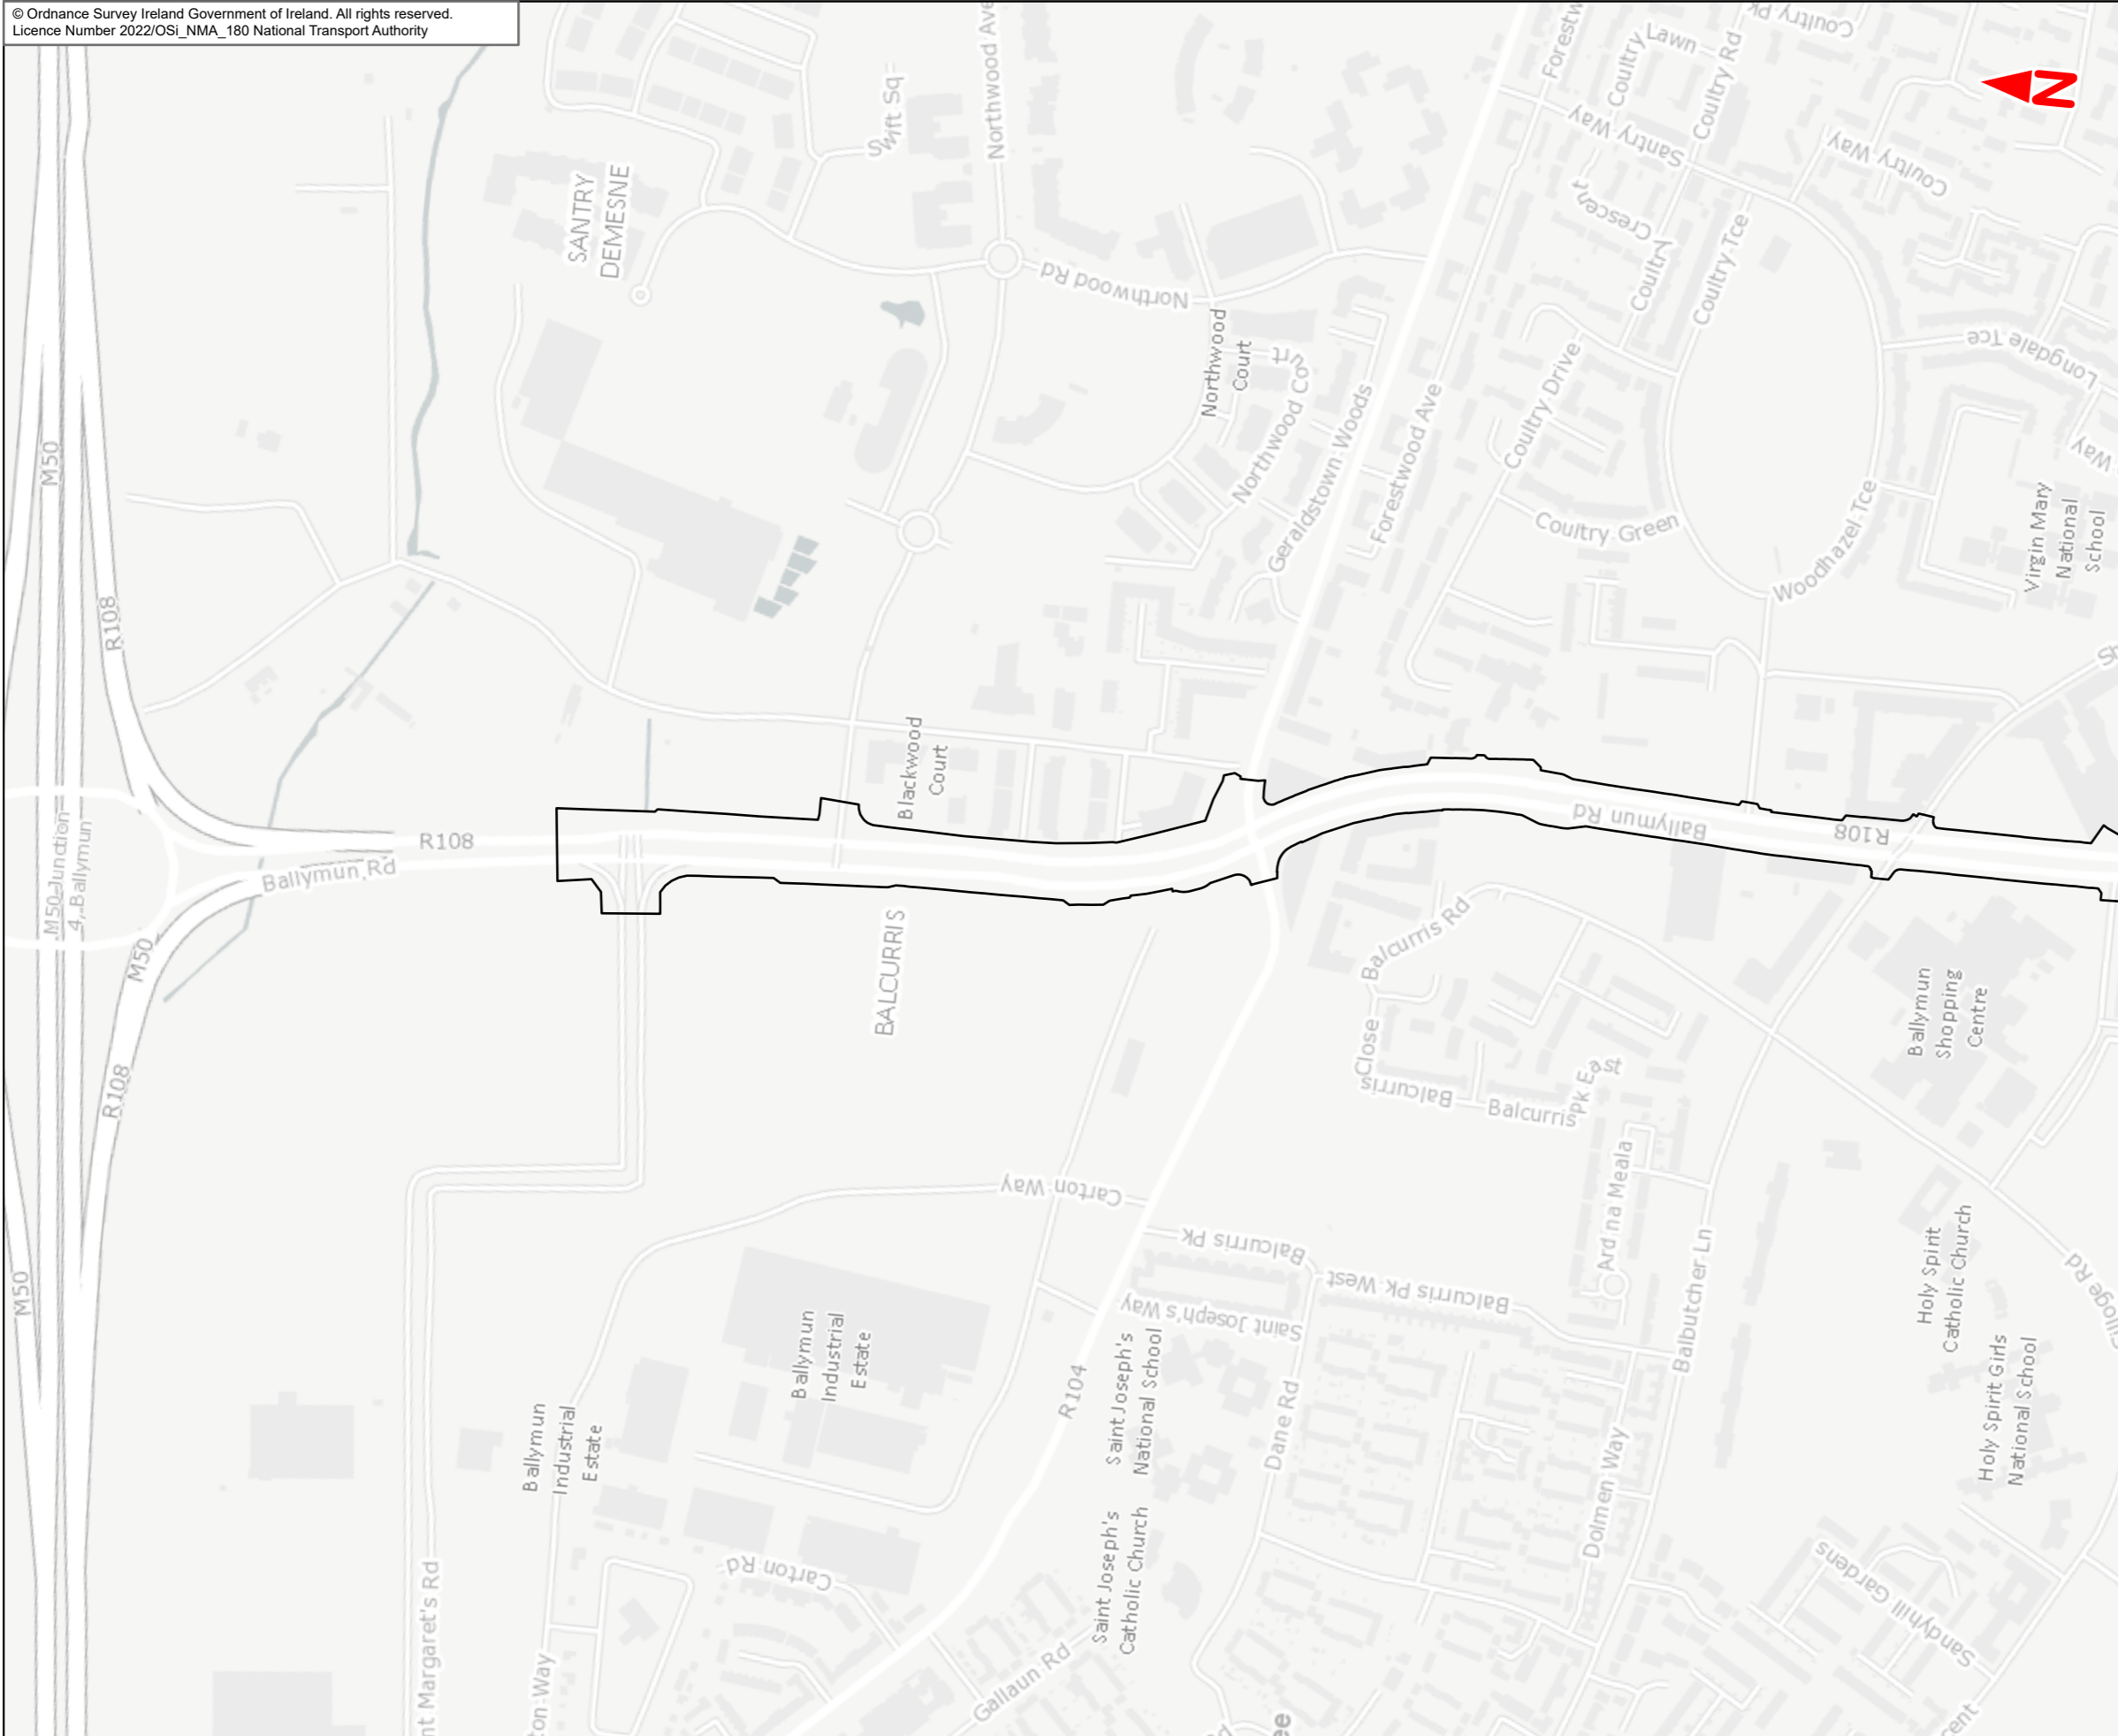 © Ordnance Survey Ireland Government of Ireland. All rights reserved.
Licence Number 2022/OSi_NMA_180 National Transport Authority
N
M50
R108
M50 Junction
4, Ballymun
R108
Ballymun Rd
M50
R108
M50
SANTRY
DEMESNE
Swift Sq
Northwood Ave
Northwood Rd
Northwood
Court
Northwood Court
Geraldstown Woods
Forestwood Ave
Coultry
Lawn
Coultry Rd
Coultry Pk
Santry Way
Coultry Way
Coultry Crescent
Coultry Tce
Coultry Drive
Coultry Green
Longdale Tce
Way
Woodhazel Tce
Virgin Mary
National
School
Blackwood
Court
BALCURRIS
Ballymun Rd
R108
Balcurris Rd
Balcurris
Close
Balcurris
Pk East
Ballymun
Shopping
Centre
Carton Way
Balcurris Pk
Balcurris Pk West
Saint Joseph's Way
Ard na Meala
Balbutcher Ln
Holy Spirit
Catholic Church
Holy Spirit Girls
National School
Ballymun
Industrial
Estate
Ballymun
Industrial
Estate
R104
Saint Joseph's
National School
Saint Joseph's
Catholic Church
Dane Rd
Dolmen Way
Sandyhill Gardens
Carton Rd
Gallaun Rd
Margaret's Rd
Way